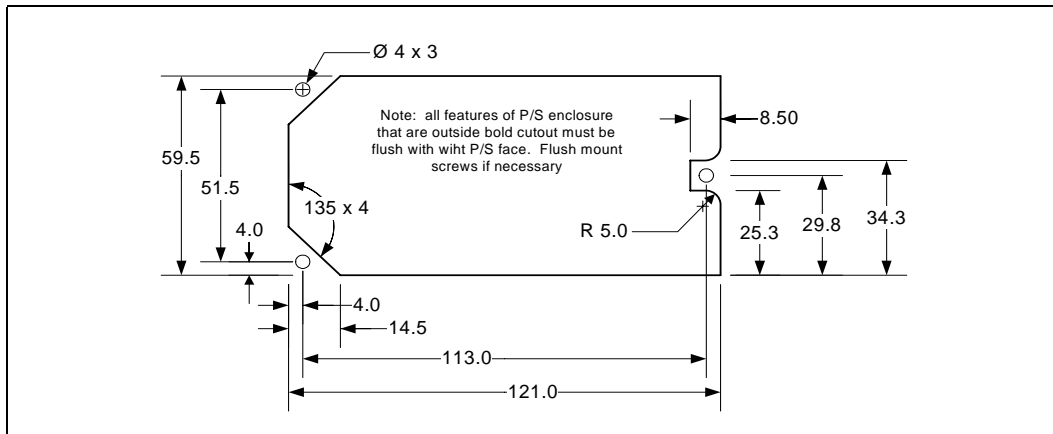 Ø 4 x 3
Note: all features of P/S enclosure
that are outside bold cutout must be
flush with wiht P/S face. Flush mount
screws if necessary
8.50
59.5
51.5
135 x 4
4.0
R 5.0
25.3
29.8
34.3
4.0
14.5
113.0
121.0